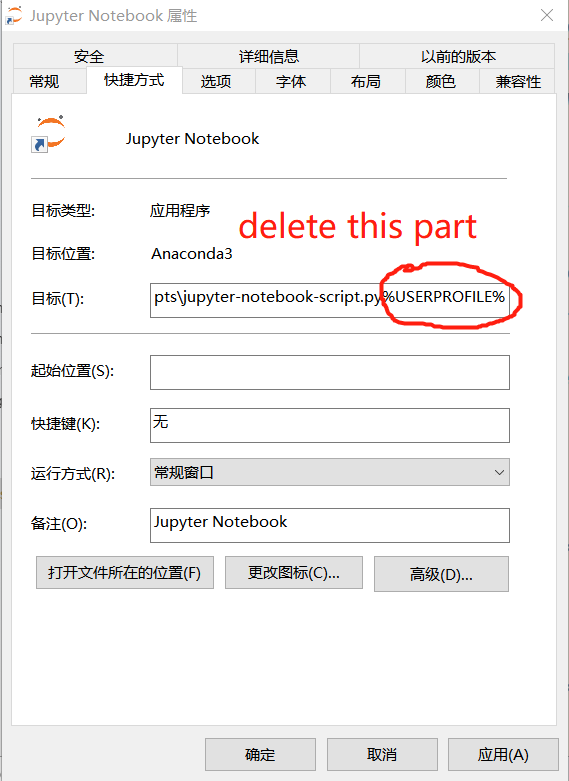 Jupyter Notebook 属性
安全 详细信息 以前的版本
常规 快捷方式 选项 字体 布局 颜色 兼容性
Jupyter Notebook
目标类型: 应用程序
delete this part
目标位置: Anaconda3
目标(T): pts\jupyter-notebook-script.py%USERPROFILE%
起始位置(S):
快捷键(K): 无
运行方式(R): 常规窗口
备注(O): Jupyter Notebook
打开文件所在的位置(F) 更改图标(C)... 高级(D)...
确定 取消 应用(A)